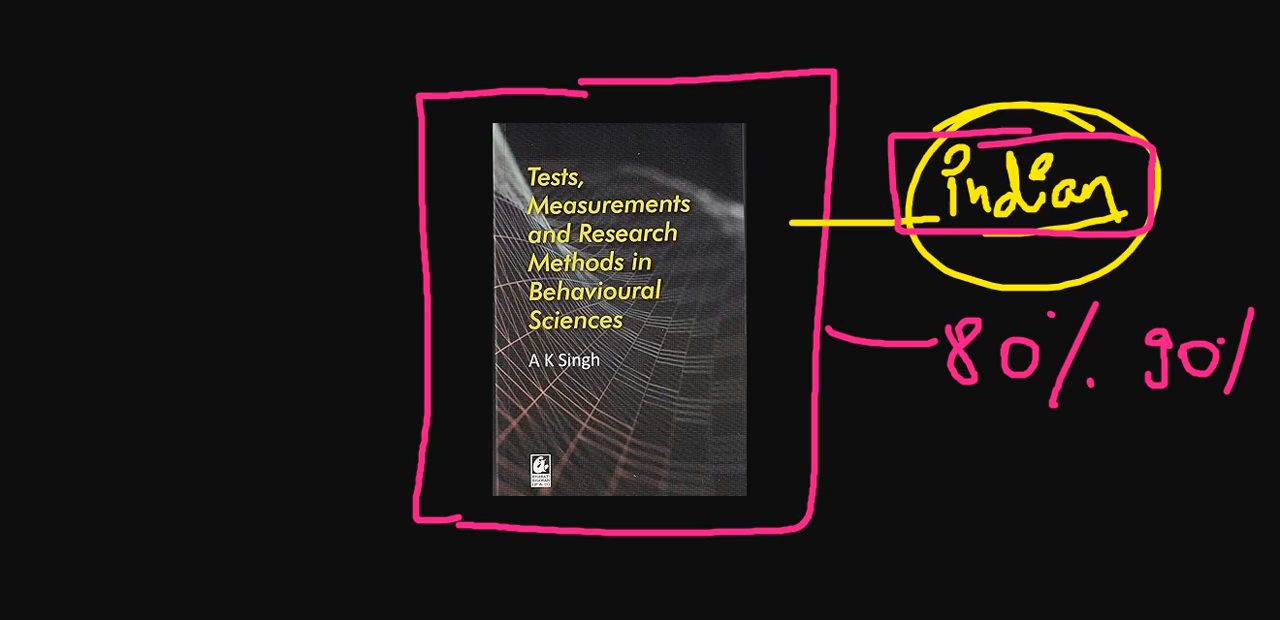 Tests,
Measurements
and Research
Methods in
Behavioural
Sciences
A K Singh
indian
80%. 90%